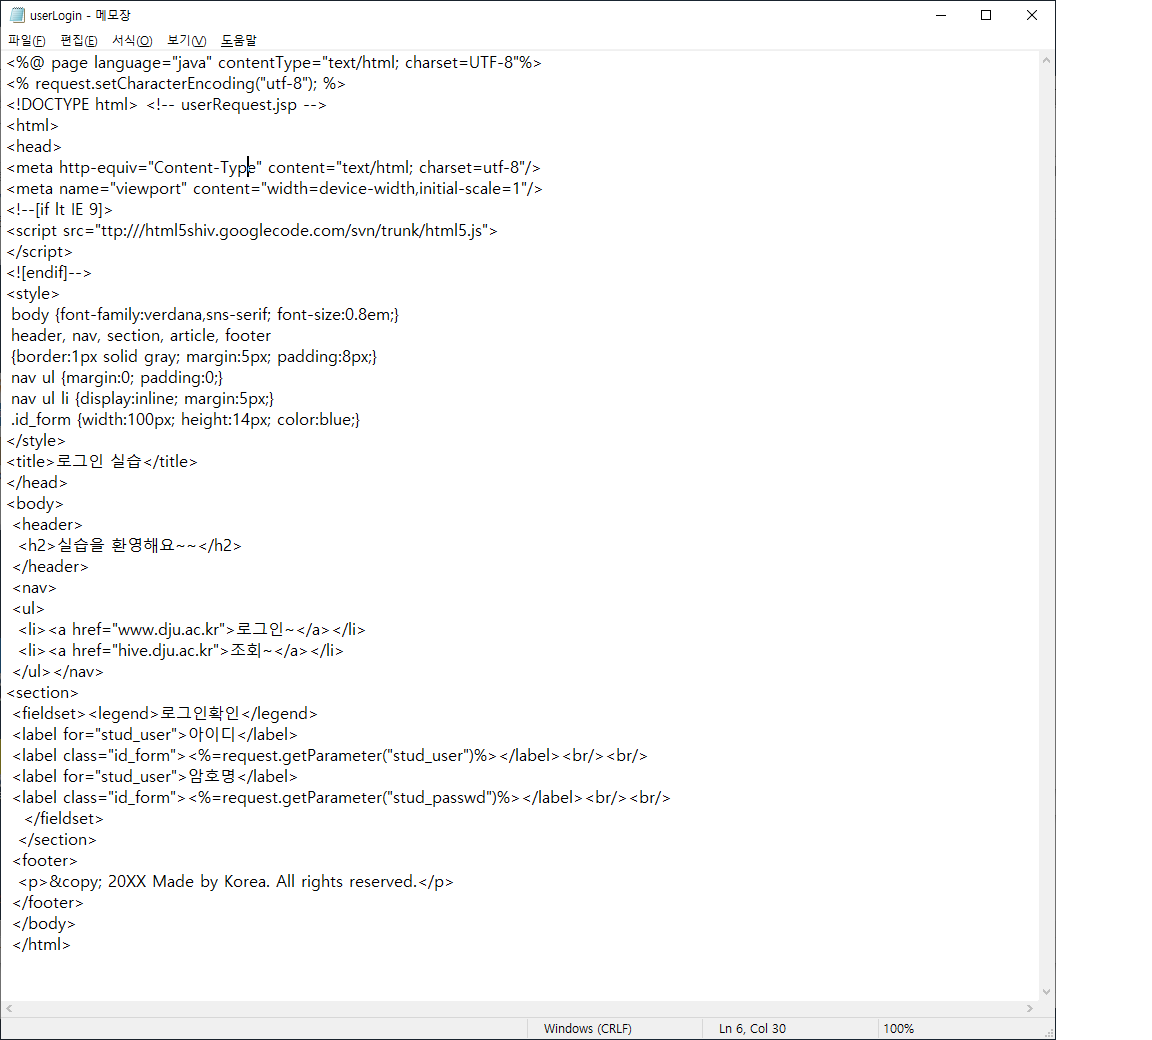 userLogin - 메모장
파일(F) 편집(E) 서식(O) 보기(V) 도움말
<%@ page language="java" contentType="text/html; charset=UTF-8"%>
<% request.setCharacterEncoding("utf-8"); %>
<!DOCTYPE html> <!-- userRequest.jsp -->
<html>
<head>
<meta http-equiv="Content-Type" content="text/html; charset=utf-8"/>
<meta name="viewport" content="width=device-width,initial-scale=1"/>
<!--[if lt IE 9]>
<script src="ttp:///html5shiv.googlecode.com/svn/trunk/html5.js">
</script>
<![endif]-->
<style>
 body {font-family:verdana,sns-serif; font-size:0.8em;}
 header, nav, section, article, footer
 {border:1px solid gray; margin:5px; padding:8px;}
 nav ul {margin:0; padding:0;}
 nav ul li {display:inline; margin:5px;}
 .id_form {width:100px; height:14px; color:blue;}
</style>
<title>로그인 실습</title>
</head>
<body>
 <header>
  <h2>실습을 환영해요~~</h2>
 </header>
 <nav>
 <ul>
  <li><a href="www.dju.ac.kr">로그인~</a></li>
  <li><a href="hive.dju.ac.kr">조회~</a></li>
 </ul></nav>
<section>
 <fieldset><legend>로그인확인</legend>
 <label for="stud_user">아이디</label>
 <label class="id_form"><%=request.getParameter("stud_user")%></label><br/><br/>
 <label for="stud_user">암호명</label>
 <label class="id_form"><%=request.getParameter("stud_passwd")%></label><br/><br/>
   </fieldset>
  </section>
 <footer>
  <p>&copy; 20XX Made by Korea. All rights reserved.</p>
 </footer>
 </body>
 </html>
Windows (CRLF) Ln 6, Col 30 100%